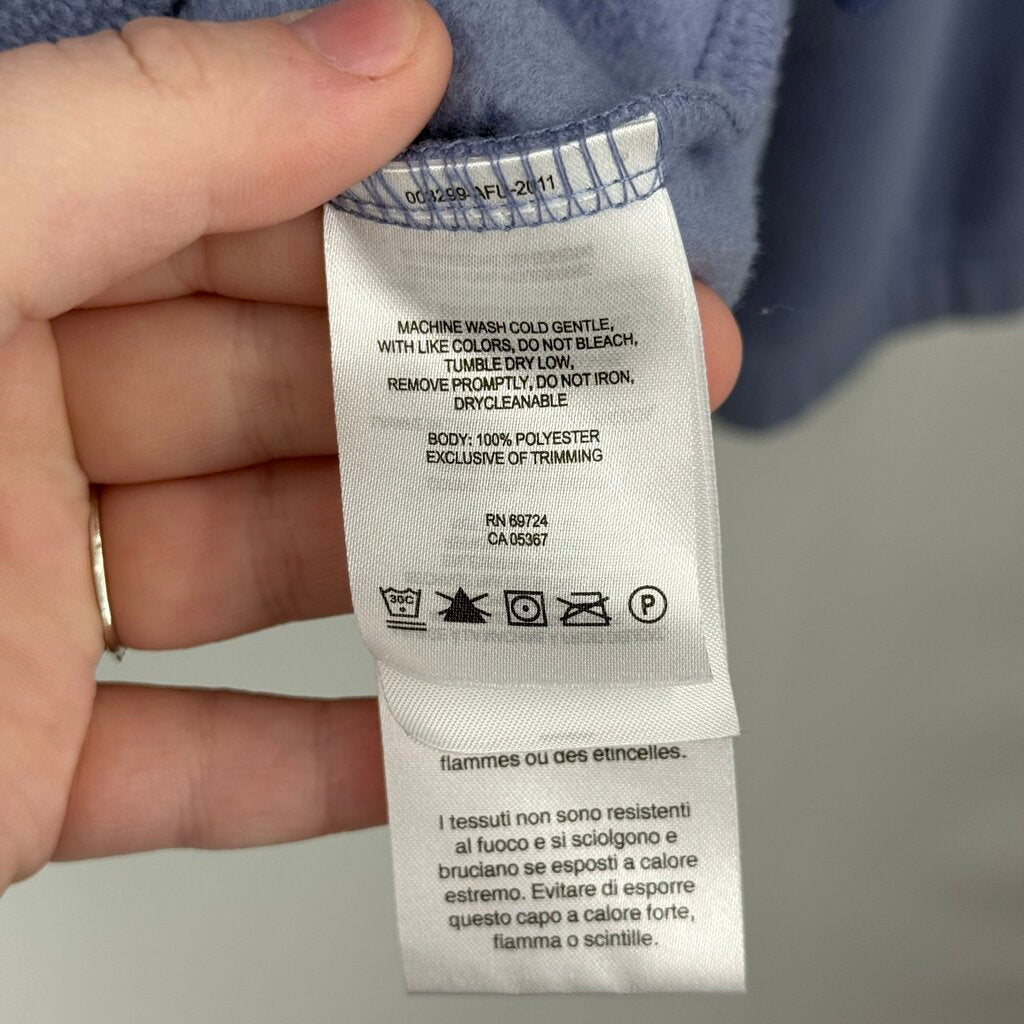 MACHINE WASH COLD GENTLE,
WITH LIKE COLORS, DO NOT BLEACH,
TUMBLE DRY LOW,
REMOVE PROMPTLY, DO NOT IRON,
DRYCLEANABLE
BODY: 100% POLYESTER
EXCLUSIVE OF TRIMMING
RN 69724
CA 05367
30C
P
flammes ou des étincelles.
I tessuti non sono resistenti
al fuoco e si sciolgono e
bruciano se esposti a calore
estremo. Evitare di esporre
questo capo a calore forte,
fiamma o scintille.